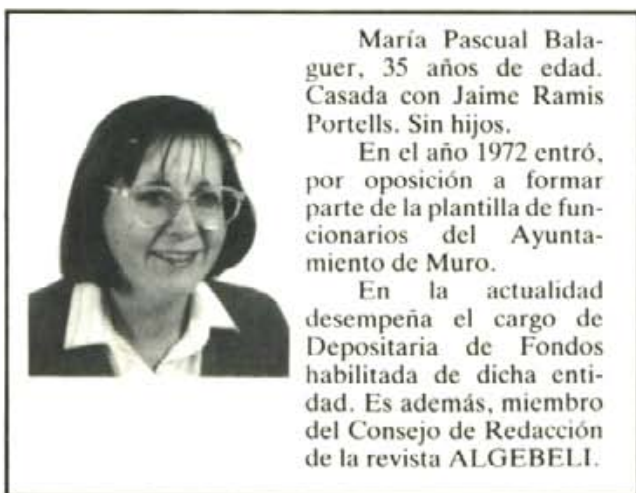 María Pascual Bala-
guer, 35 años de edad.
Casada con Jaime Ramis
Portells. Sin hijos.
En el año 1972 entró,
por oposición a formar
parte de la plantilla de fun-
cionarios del Ayunta-
miento de Muro.
En la actualidad
desempeña el cargo de
Depositaria de Fondos
habilitada de dicha enti-
dad. Es además, miembro
del Consejo de Redacción
de la revista ALGEBELI.